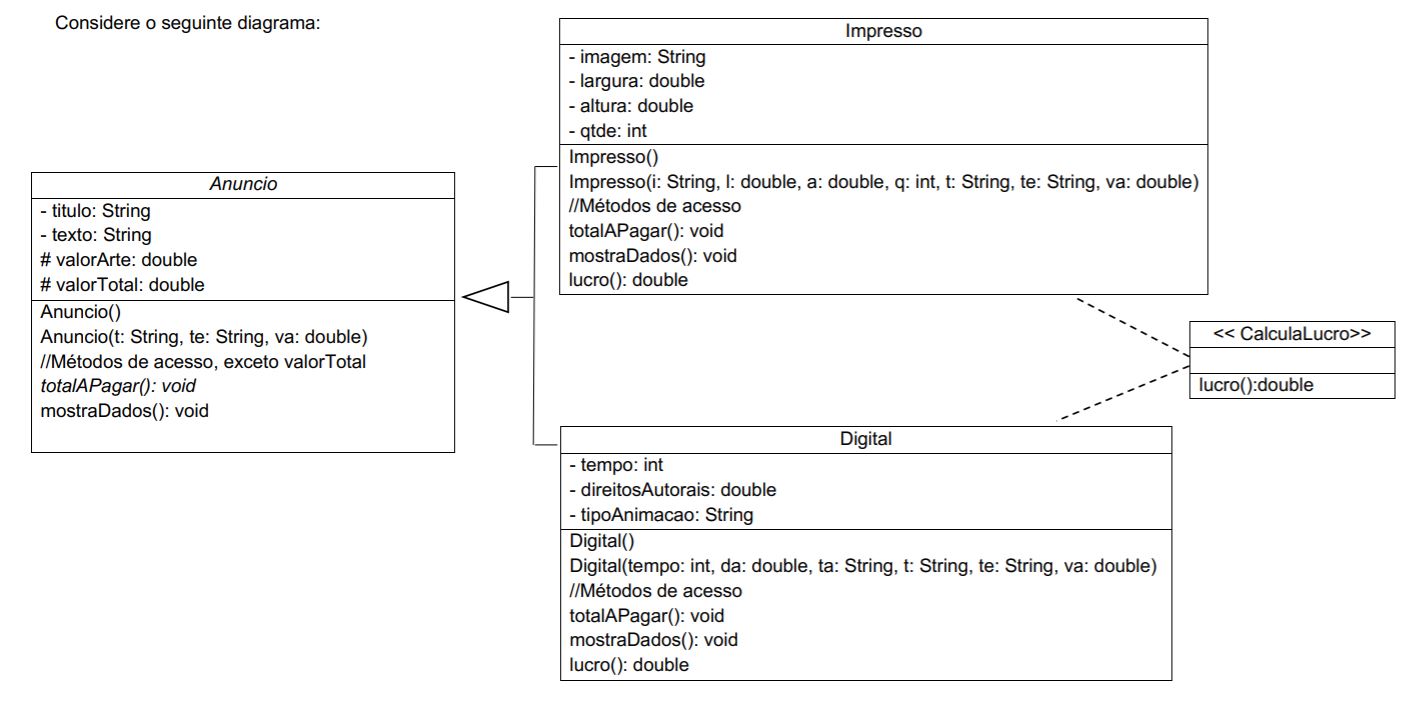 Considere o seguinte diagrama:
Impresso
- imagem: String
- largura: double
- altura: double
- qtde: int
Impresso()
Impresso(i: String, l: double, a: double, q: int, t: String, te: String, va: double)
//Métodos de acesso
totalAPagar(): void
mostraDados(): void
lucro(): double
Anuncio
- titulo: String
- texto: String
# valorArte: double
# valorTotal: double
Anuncio()
Anuncio(t: String, te: String, va: double)
//Métodos de acesso, exceto valorTotal
totalAPagar(): void
mostraDados(): void
<< CalculaLucro>>
lucro():double
Digital
- tempo: int
- direitosAutorais: double
- tipoAnimacao: String
Digital()
Digital(tempo: int, da: double, ta: String, t: String, te: String, va: double)
//Métodos de acesso
totalAPagar(): void
mostraDados(): void
lucro(): double